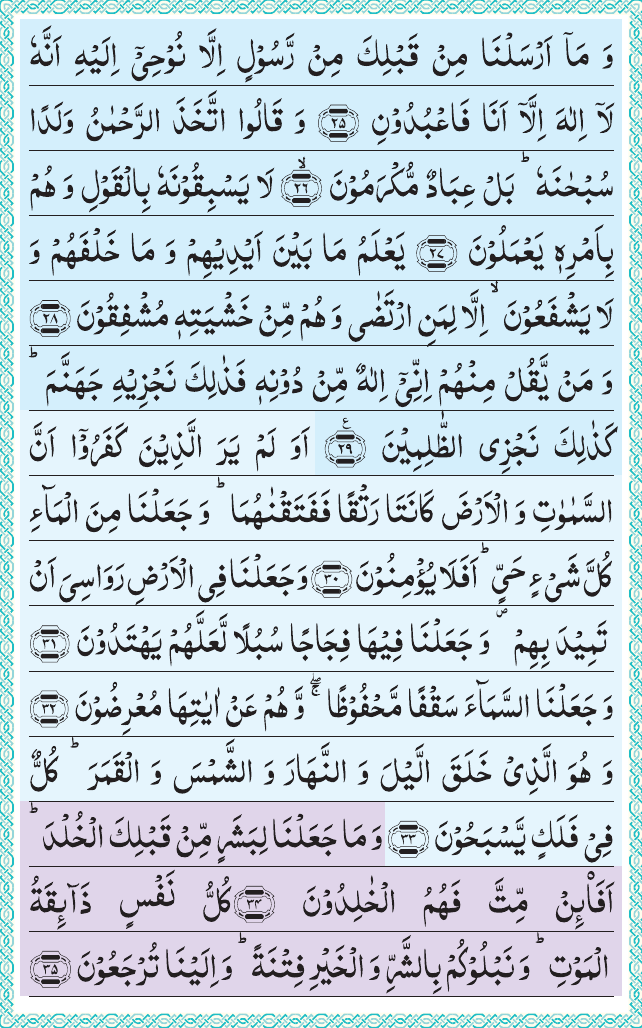 وَ مَاۤ اَرۡسَلۡنَا مِنۡ قَبۡلِكَ مِنۡ رَّسُوۡلٍ اِلَّا نُوۡحِىۡۤ اِلَيۡهِ اَنَّهٗ
لَاۤ اِلٰهَ اِلَّاۤ اَنَا فَاعۡبُدُوۡنِ ﴿۲۵﴾ وَ قَالُوا اتَّخَذَ الرَّحۡمٰنُ وَلَدًا
سُبۡحٰنَهٗ‌ ؕ بَلۡ عِبَادٌ مُّكۡرَمُوۡنَ ۙ‏ ﴿۲۶﴾ لَا يَسۡبِقُوۡنَهٗ بِالۡقَوۡلِ وَ هُمۡ
بِاَمۡرِهٖ يَعۡمَلُوۡنَ ﴿۲۷﴾ يَعۡلَمُ مَا بَيۡنَ اَيۡدِيۡهِمۡ وَ مَا خَلۡفَهُمۡ وَ
لَا يَشۡفَعُوۡنَ ۙ اِلَّا لِمَنِ ارۡتَضٰى وَ هُمۡ مِّنۡ خَشۡيَتِهٖ مُشۡفِقُوۡنَ ﴿۲۸﴾
وَ مَنۡ يَّقُلۡ مِنۡهُمۡ اِنِّىۡۤ اِلٰهٌ مِّنۡ دُوۡنِهٖ فَذٰلِكَ نَجۡزِيۡهِ جَهَنَّمَ‌ ؕ
كَذٰلِكَ نَجۡزِى الظّٰلِمِيۡنَ ﴿۲۹﴾ ع اَوَ لَمۡ يَرَ الَّذِيۡنَ كَفَرُوۡۤا اَنَّ
السَّمٰوٰتِ وَ الۡاَرۡضَ كَانَتَا رَتۡقًا فَفَتَقۡنٰهُمَا‌ ؕ وَ جَعَلۡنَا مِنَ الۡمَآءِ
كُلَّ شَىۡءٍ حَىٍّ‌ ؕ اَفَلَا يُؤۡمِنُوۡنَ ﴿۳۰﴾ وَ جَعَلۡنَا فِى الۡاَرۡضِ رَوَاسِىَ اَنۡ
تَمِيۡدَ بِهِمۡ ۖ وَ جَعَلۡنَا فِيۡهَا فِجَاجًا سُبُلًا لَّعَلَّهُمۡ يَهۡتَدُوۡنَ ﴿۳۱﴾
وَ جَعَلۡنَا السَّمَآءَ سَقۡفًا مَّحۡفُوۡظًا ۖۚ وَّ هُمۡ عَنۡ اٰيٰتِهَا مُعۡرِضُوۡنَ ﴿۳۲﴾
وَ هُوَ الَّذِىۡ خَلَقَ الَّيۡلَ وَ النَّهَارَ وَ الشَّمۡسَ وَ الۡقَمَرَ‌ ؕ كُلٌّ
فِىۡ فَلَكٍ يَّسۡبَحُوۡنَ ﴿۳۳﴾ وَ مَا جَعَلۡنَا لِبَشَرٍ مِّنۡ قَبۡلِكَ الۡخُلۡدَ‌ ؕ
اَفَا۟ٮِٕنۡ مِّتَّ فَهُمُ الۡخٰلِدُوۡنَ ﴿۳۴﴾ كُلُّ نَفۡسٍ ذَآٮِٕقَةُ
الۡمَوۡتِ‌ ؕ وَ نَبۡلُوۡكُمۡ بِالشَّرِّ وَ الۡخَيۡرِ فِتۡنَةً‌ ؕ وَ اِلَيۡنَا تُرۡجَعُوۡنَ ﴿۳۵﴾